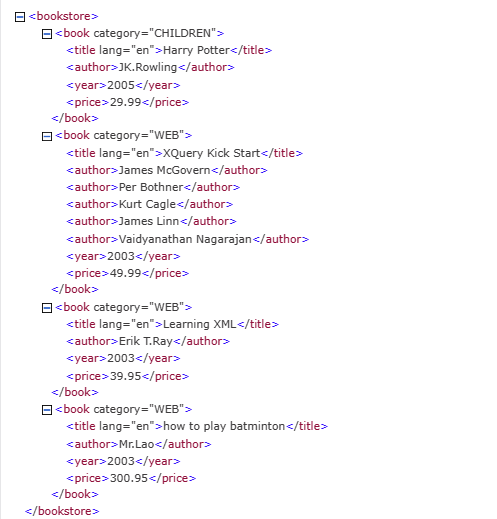 <bookstore>
<book category="CHILDREN">
<title lang="en">Harry Potter</title>
<author>JK.Rowling</author>
<year>2005</year>
<price>29.99</price>
</book>
<book category="WEB">
<title lang="en">XQuery Kick Start</title>
<author>James McGovern</author>
<author>Per Bothner</author>
<author>Kurt Cagle</author>
<author>James Linn</author>
<author>Vaidyanathan Nagarajan</author>
<year>2003</year>
<price>49.99</price>
</book>
<book category="WEB">
<title lang="en">Learning XML</title>
<author>Erik T.Ray</author>
<year>2003</year>
<price>39.95</price>
</book>
<book category="WEB">
<title lang="en">how to play batminton</title>
<author>Mr.Lao</author>
<year>2003</year>
<price>300.95</price>
</book>
</bookstore>